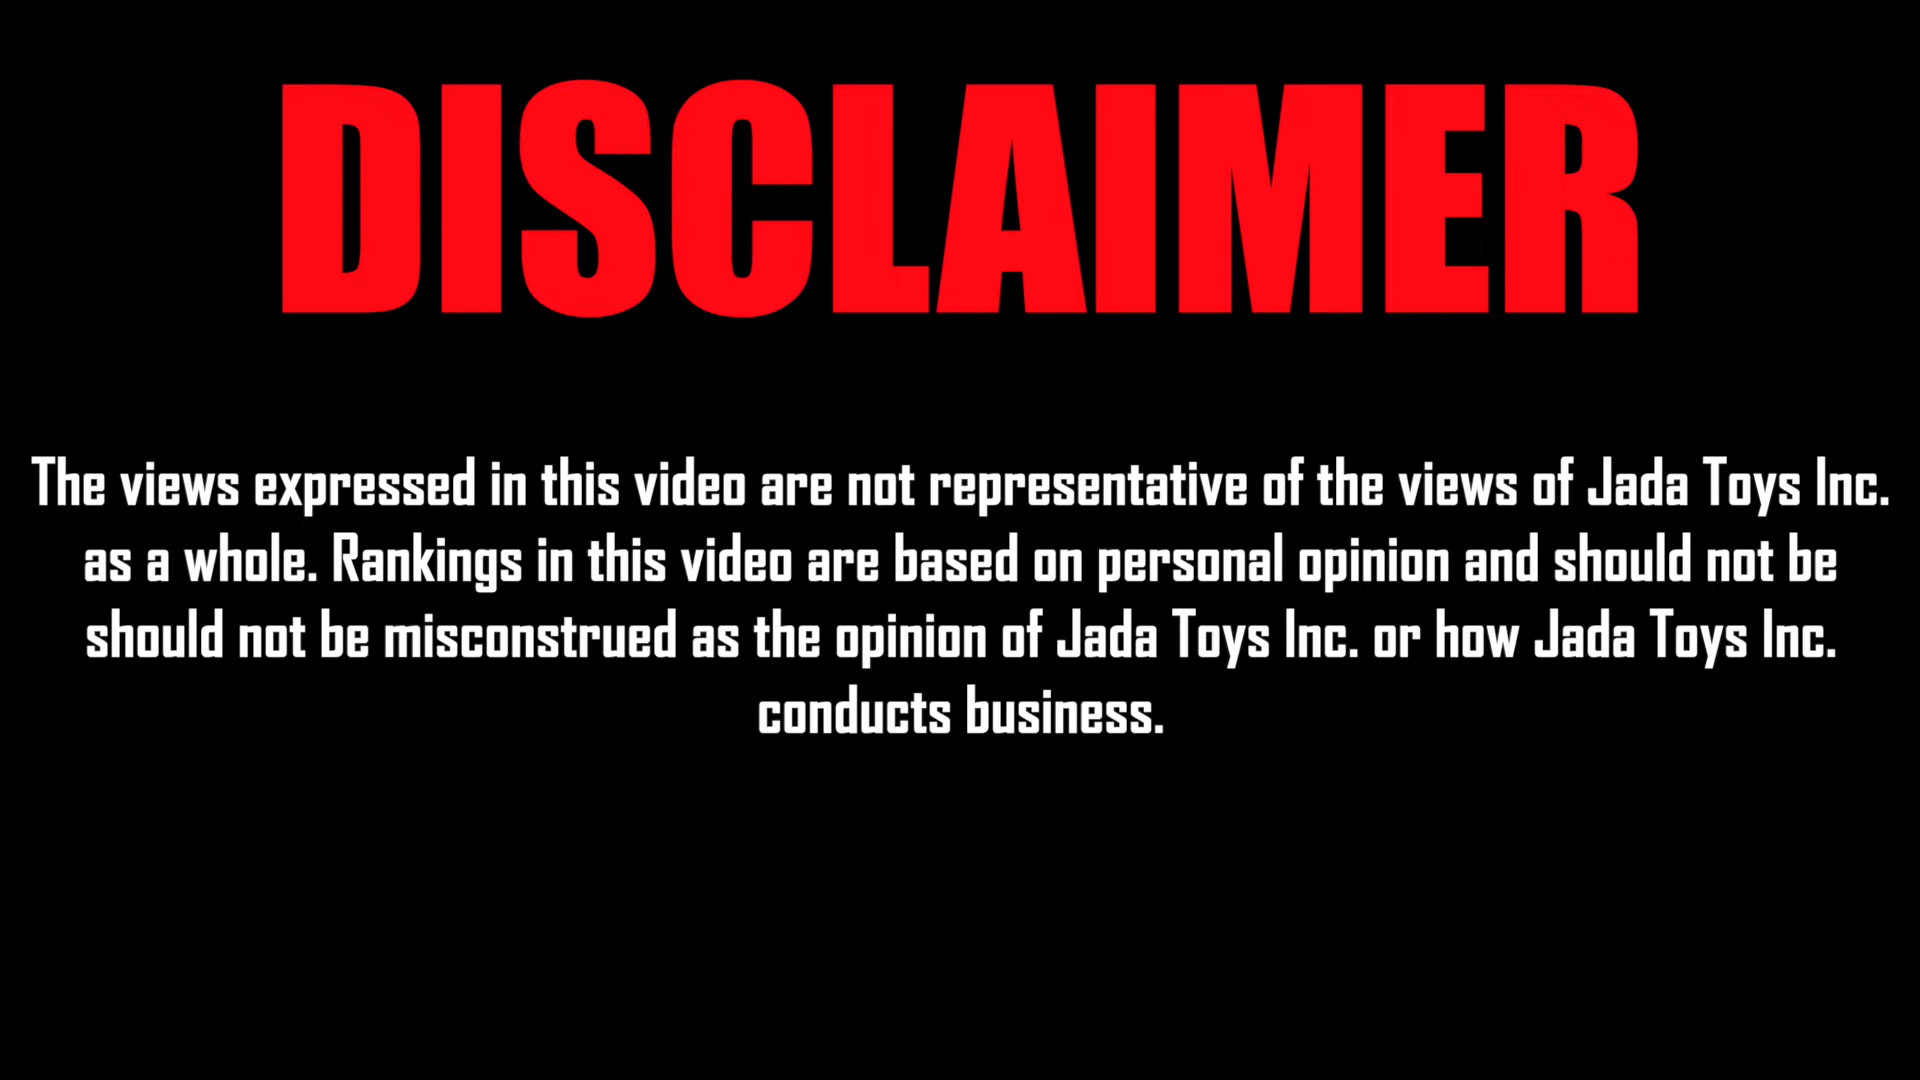 DISCLAIMER
The views expressed in this video are not representative of the views of Jada Toys Inc.
as a whole. Rankings in this video are based on personal opinion and should not be
should not be misconstrued as the opinion of Jada Toys Inc. or how Jada Toys Inc.
conducts business.